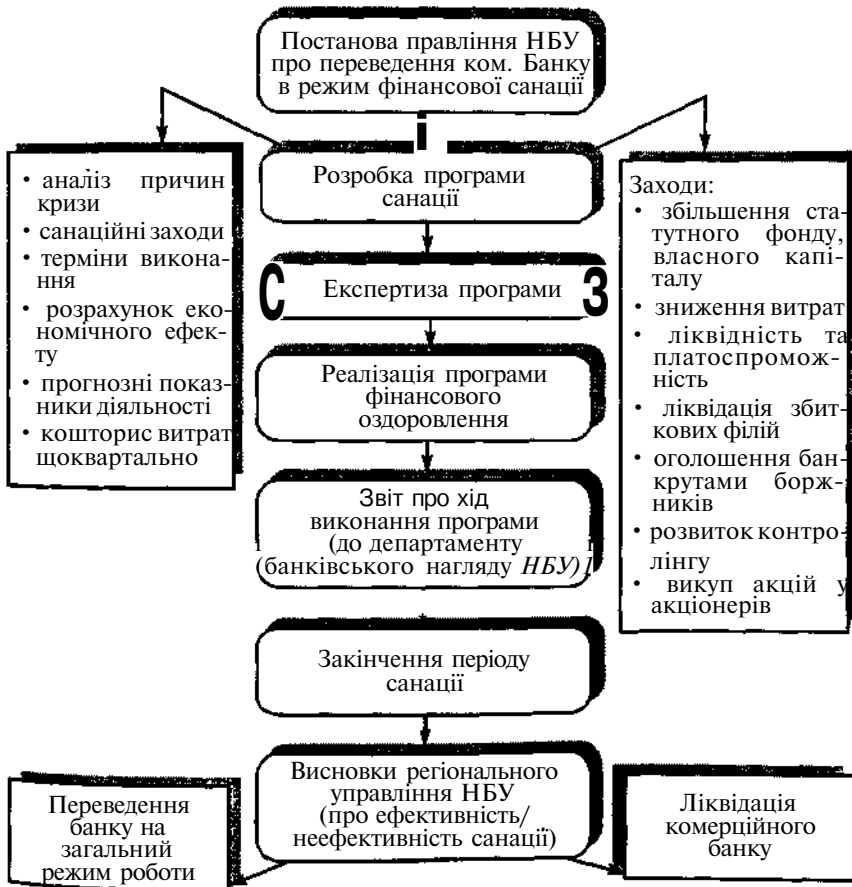 Постанова правління НБУ
про переведення ком. Банку
в режим фінансової санації
• аналіз причин
кризи
• санаційні заходи
• терміни викона-
ння
• розрахунок еко-
номічного ефек-
ту
• прогнозні показ-
ники діяльності
• кошторис витрат
щоквартально
Розробка програми
санації
С Експертиза програми З
Реалізація програми
фінансового
оздоровлення
Звіт про хід
виконання програми
(до департаменту
(банківського нагляду НБУ) I
Закінчення періоду
санації
Висновки регіонального
управління НБУ
(про ефективність/
неефективність санації)
Заходи:
• збільшення ста-
тутного фонду,
власного капі-
талу
• зниження витрат
• ліквідність та
платоспромож-
ність
• ліквідація збит-
кових філій
• оголошення бан-
крутами борж-
ників
• розвиток контро-
лінгу
• викуп акцій у
акціонерів
Переведення
банку на
загальний
режим роботи
Ліквідація
комерційного
банку